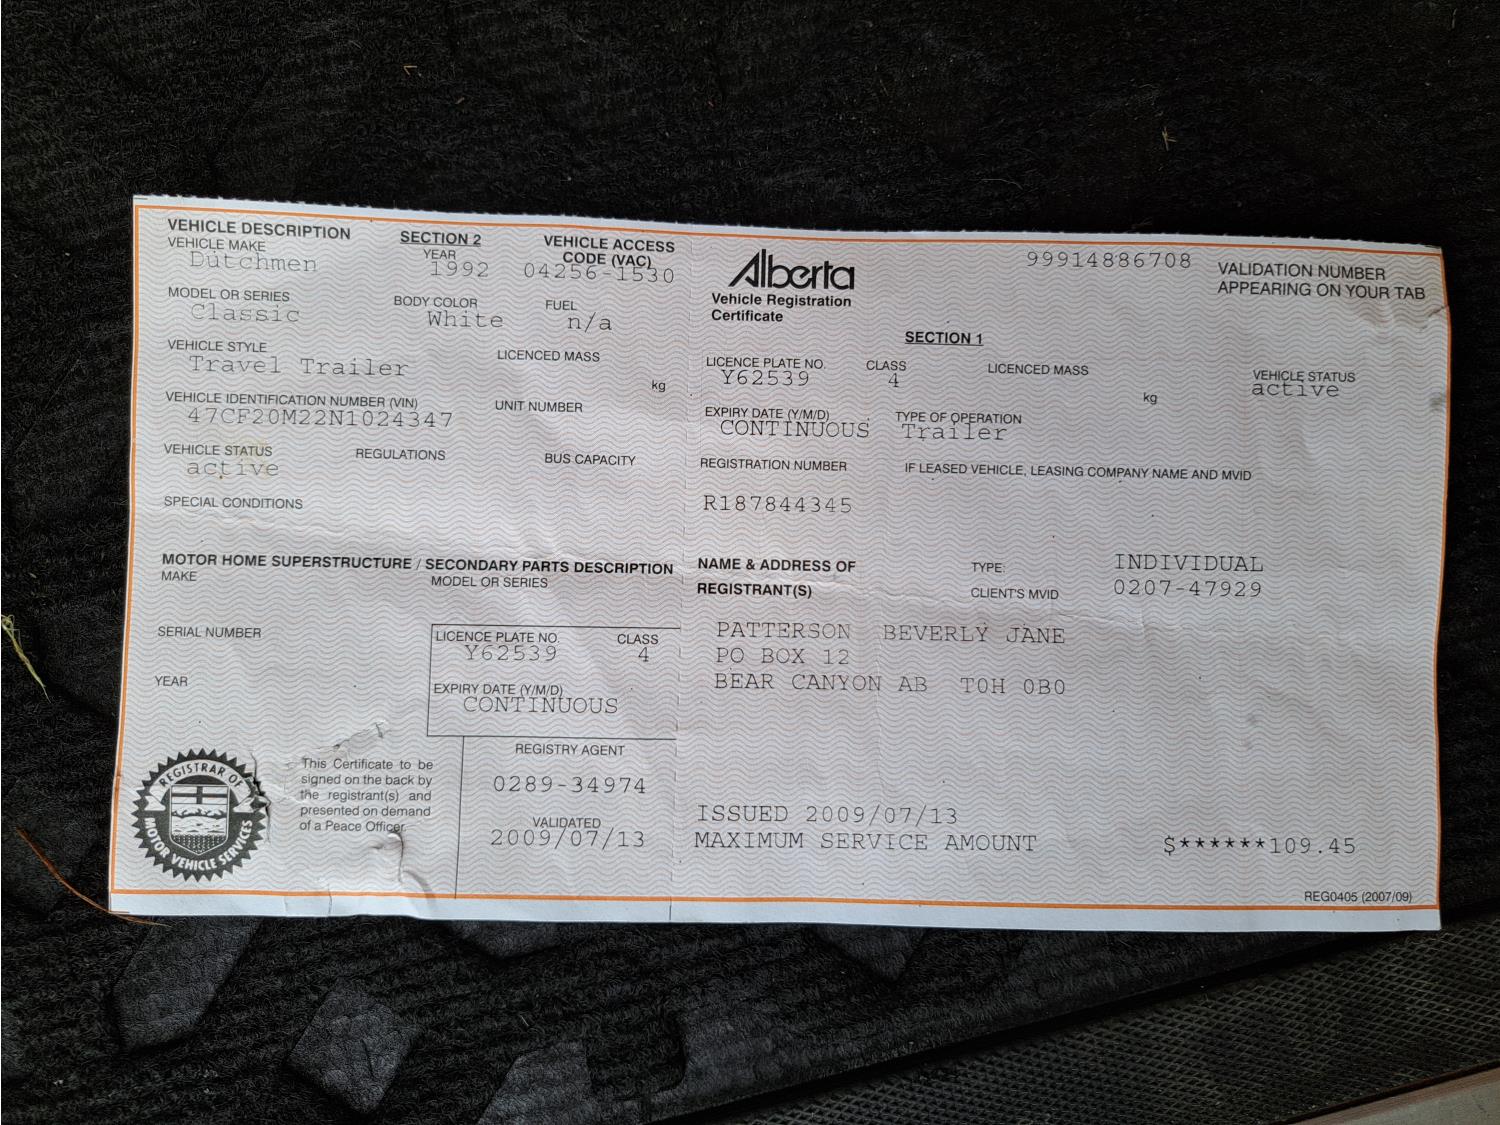 VEHICLE DESCRIPTION
SECTION 2
VEHICLE ACCESS
CODE (VAC)
VEHICLE MAKE
YEAR
Dutchmen
1992
04256-1530
MODEL OR SERIES
BODY COLOR
FUEL
Classic
White
n/a
VEHICLE STYLE
LICENCED MASS
Travel Trailer
kg
VEHICLE IDENTIFICATION NUMBER (VIN)
UNIT NUMBER
47CF20M22N1024347
VEHICLE STATUS
REGULATIONS
BUS CAPACITY
active
SPECIAL CONDITIONS
MOTOR HOME SUPERSTRUCTURE / SECONDARY PARTS DESCRIPTION
MAKE
MODEL OR SERIES
SERIAL NUMBER
YEAR
LICENCE PLATE NO.
CLASS
Y62539
4
EXPIRY DATE (Y/M/D)
CONTINUOUS
REGISTRAR OF
MOTOR VEHICLE SERVICES
This Certificate to be
signed on the back by
the registrant(s) and
presented on demand
of a Peace Officer.
REGISTRY AGENT
0289-34974
VALIDATED
2009/07/13
Alberta
Vehicle Registration
Certificate
99914886708
VALIDATION NUMBER
APPEARING ON YOUR TAB
SECTION 1
LICENCE PLATE NO.
CLASS
LICENCED MASS
VEHICLE STATUS
Y62539
4
kg
active
EXPIRY DATE (Y/M/D)
TYPE OF OPERATION
CONTINUOUS
Trailer
REGISTRATION NUMBER
IF LEASED VEHICLE, LEASING COMPANY NAME AND MVID
R187844345
NAME & ADDRESS OF
REGISTRANT(S)
TYPE:
INDIVIDUAL
CLIENT'S MVID
0207-47929
PATTERSON BEVERLY JANE
PO BOX 12
BEAR CANYON AB T0H 0B0
ISSUED 2009/07/13
MAXIMUM SERVICE AMOUNT
$******109.45
REG0405 (2007/09)